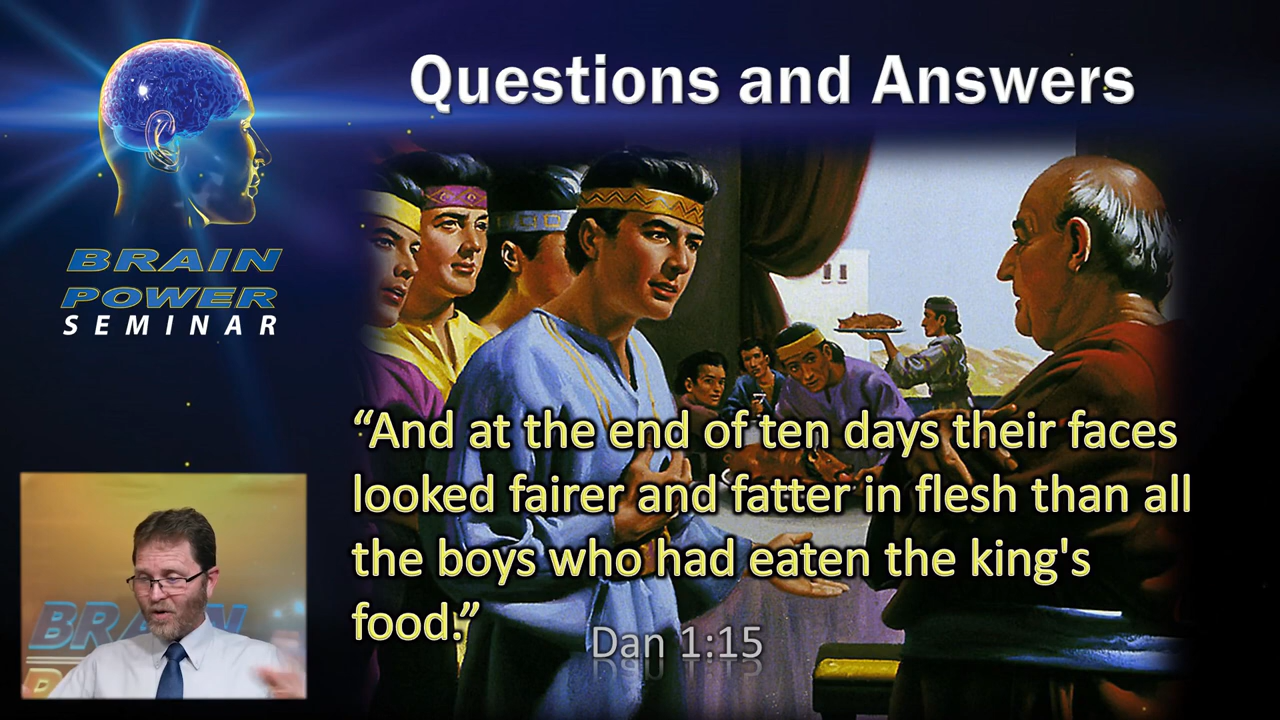 Questions and Answers
BRAIN
POWER
SEMINAR
“And at the end of ten days their faces
looked fairer and fatter in flesh than all
the boys who had eaten the king's
food.”
Dan 1:15
BRAIN